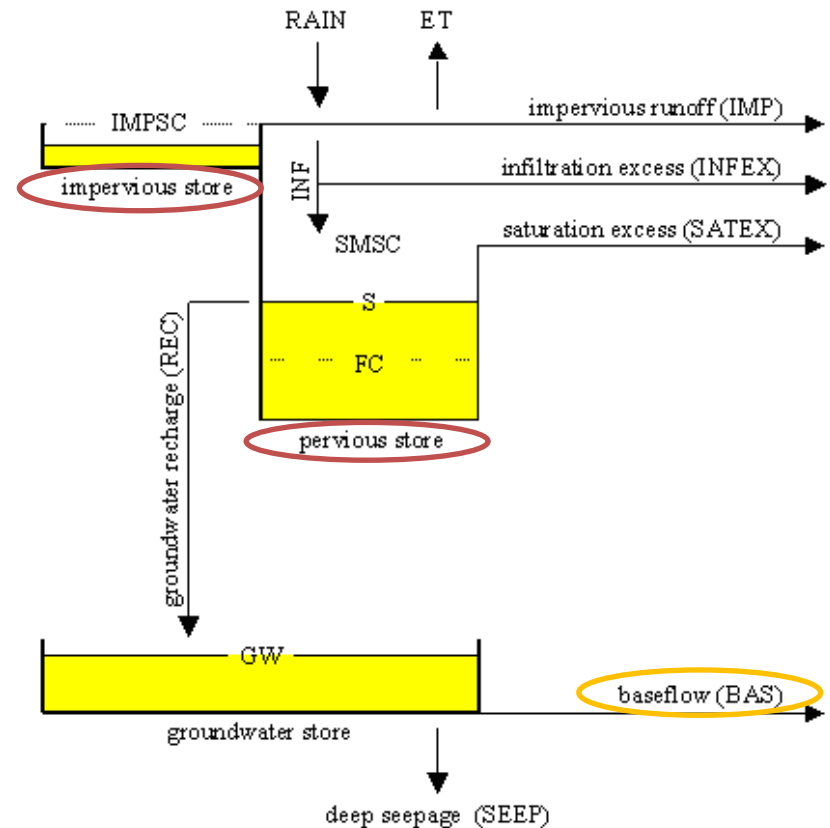 RAIN
ET
IMPSC
impervious runoff (IMP)
impervious store
INF
infiltration excess (INFEX)
SMSC
saturation excess (SATEX)
S
FC
pervious store
groundwater recharge (REC)
GW
baseflow (BAS)
groundwater store
deep seepage (SEEP)